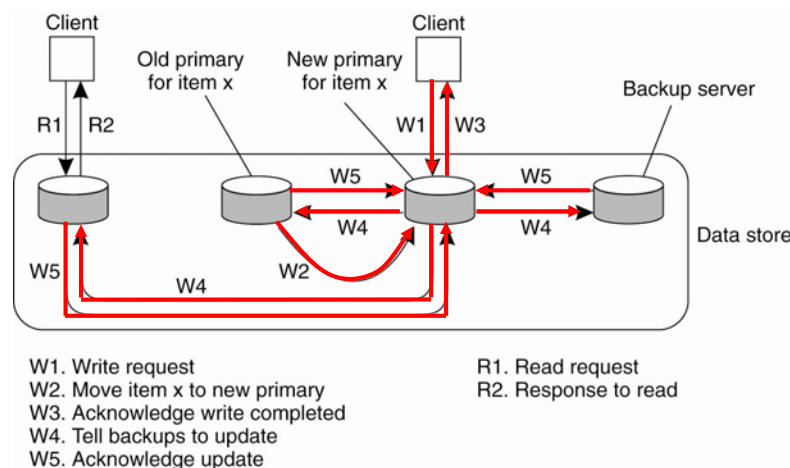 Client
Client
Old primary
for item x
New primary
for item x
Backup server
R1
R2
W1
W3
W5
W5
W4
W4
Data store
W5
W2
W4
W1. Write request
W2. Move item x to new primary
W3. Acknowledge write completed
W4. Tell backups to update
W5. Acknowledge update
R1. Read request
R2. Response to read